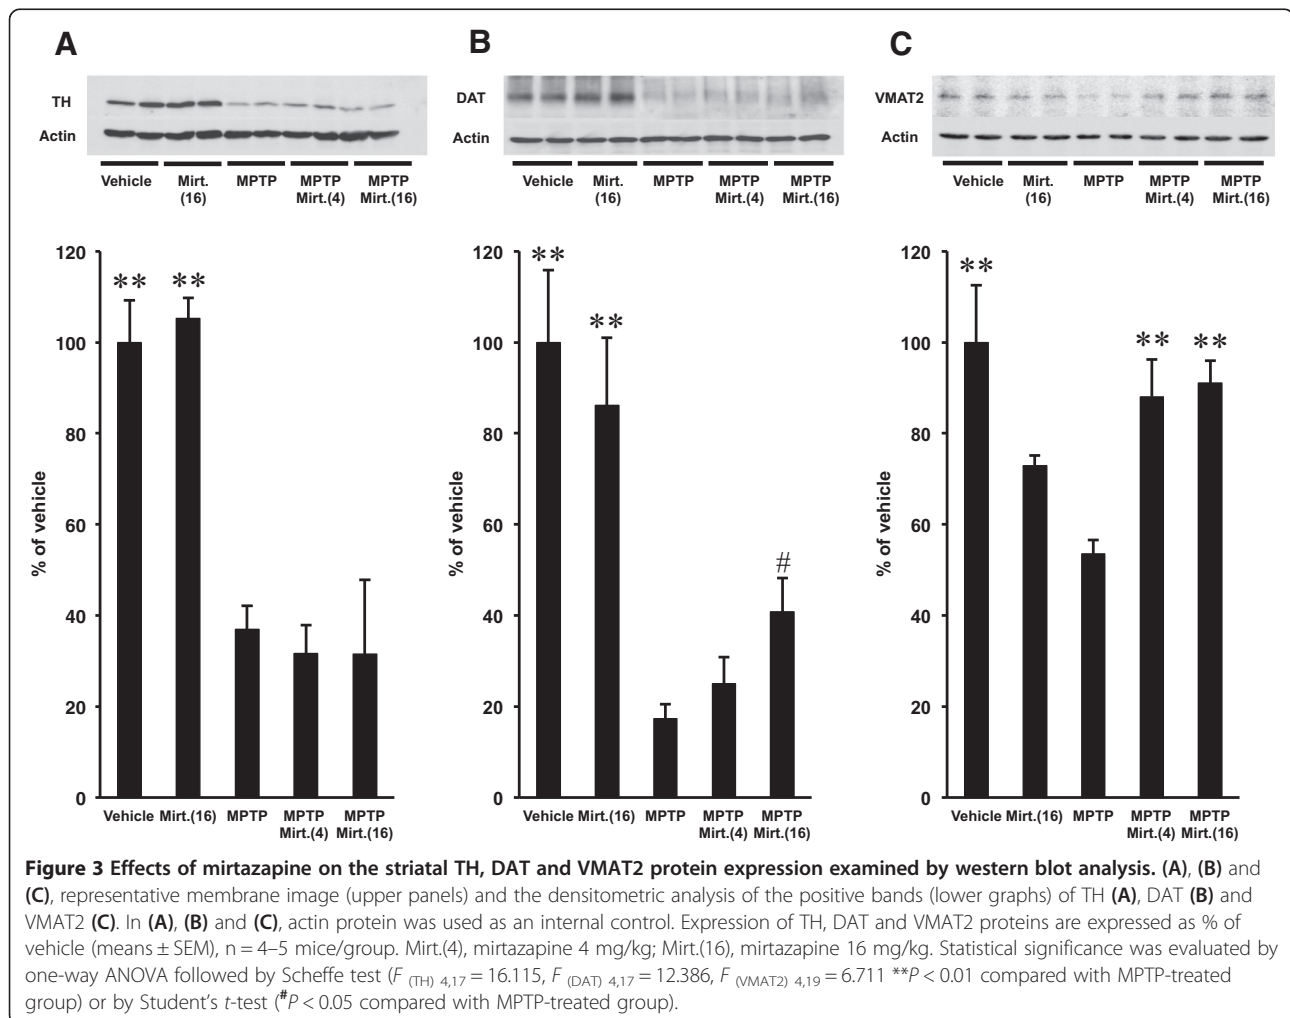 A
TH
Actin
Vehicle Mirt. MPTP MPTP MPTP
(16) Mirt.(4) Mirt.(16)
B
DAT
Actin
Vehicle Mirt. MPTP MPTP MPTP
(16) Mirt.(4) Mirt.(16)
C
VMAT2
Actin
Vehicle Mirt. MPTP MPTP MPTP
(16) Mirt.(4) Mirt.(16)
% of vehicle
120
100
80
60
40
20
0
** **
Vehicle Mirt.(16) MPTP MPTP MPTP
Mirt.(4) Mirt.(16)
% of vehicle
120
100
80
60
40
20
0
**
**
#
Vehicle Mirt.(16) MPTP MPTP MPTP
Mirt.(4) Mirt.(16)
% of vehicle
120
100
80
60
40
20
0
**
** **
Vehicle Mirt.(16) MPTP MPTP MPTP
Mirt.(4) Mirt.(16)
Figure 3 Effects of mirtazapine on the striatal TH, DAT and VMAT2 protein expression examined by western blot analysis. (A), (B) and
(C), representative membrane image (upper panels) and the densitometric analysis of the positive bands (lower graphs) of TH (A), DAT (B) and
VMAT2 (C). In (A), (B) and (C), actin protein was used as an internal control. Expression of TH, DAT and VMAT2 proteins are expressed as % of
vehicle (means ± SEM), n = 4–5 mice/group. Mirt.(4), mirtazapine 4 mg/kg; Mirt.(16), mirtazapine 16 mg/kg. Statistical significance was evaluated by
one-way ANOVA followed by Scheffe test (F (TH) 4,17 = 16.115, F (DAT) 4,17 = 12.386, F (VMAT2) 4,19 = 6.711 **P < 0.01 compared with MPTP-treated
group) or by Student's t-test (#P < 0.05 compared with MPTP-treated group).